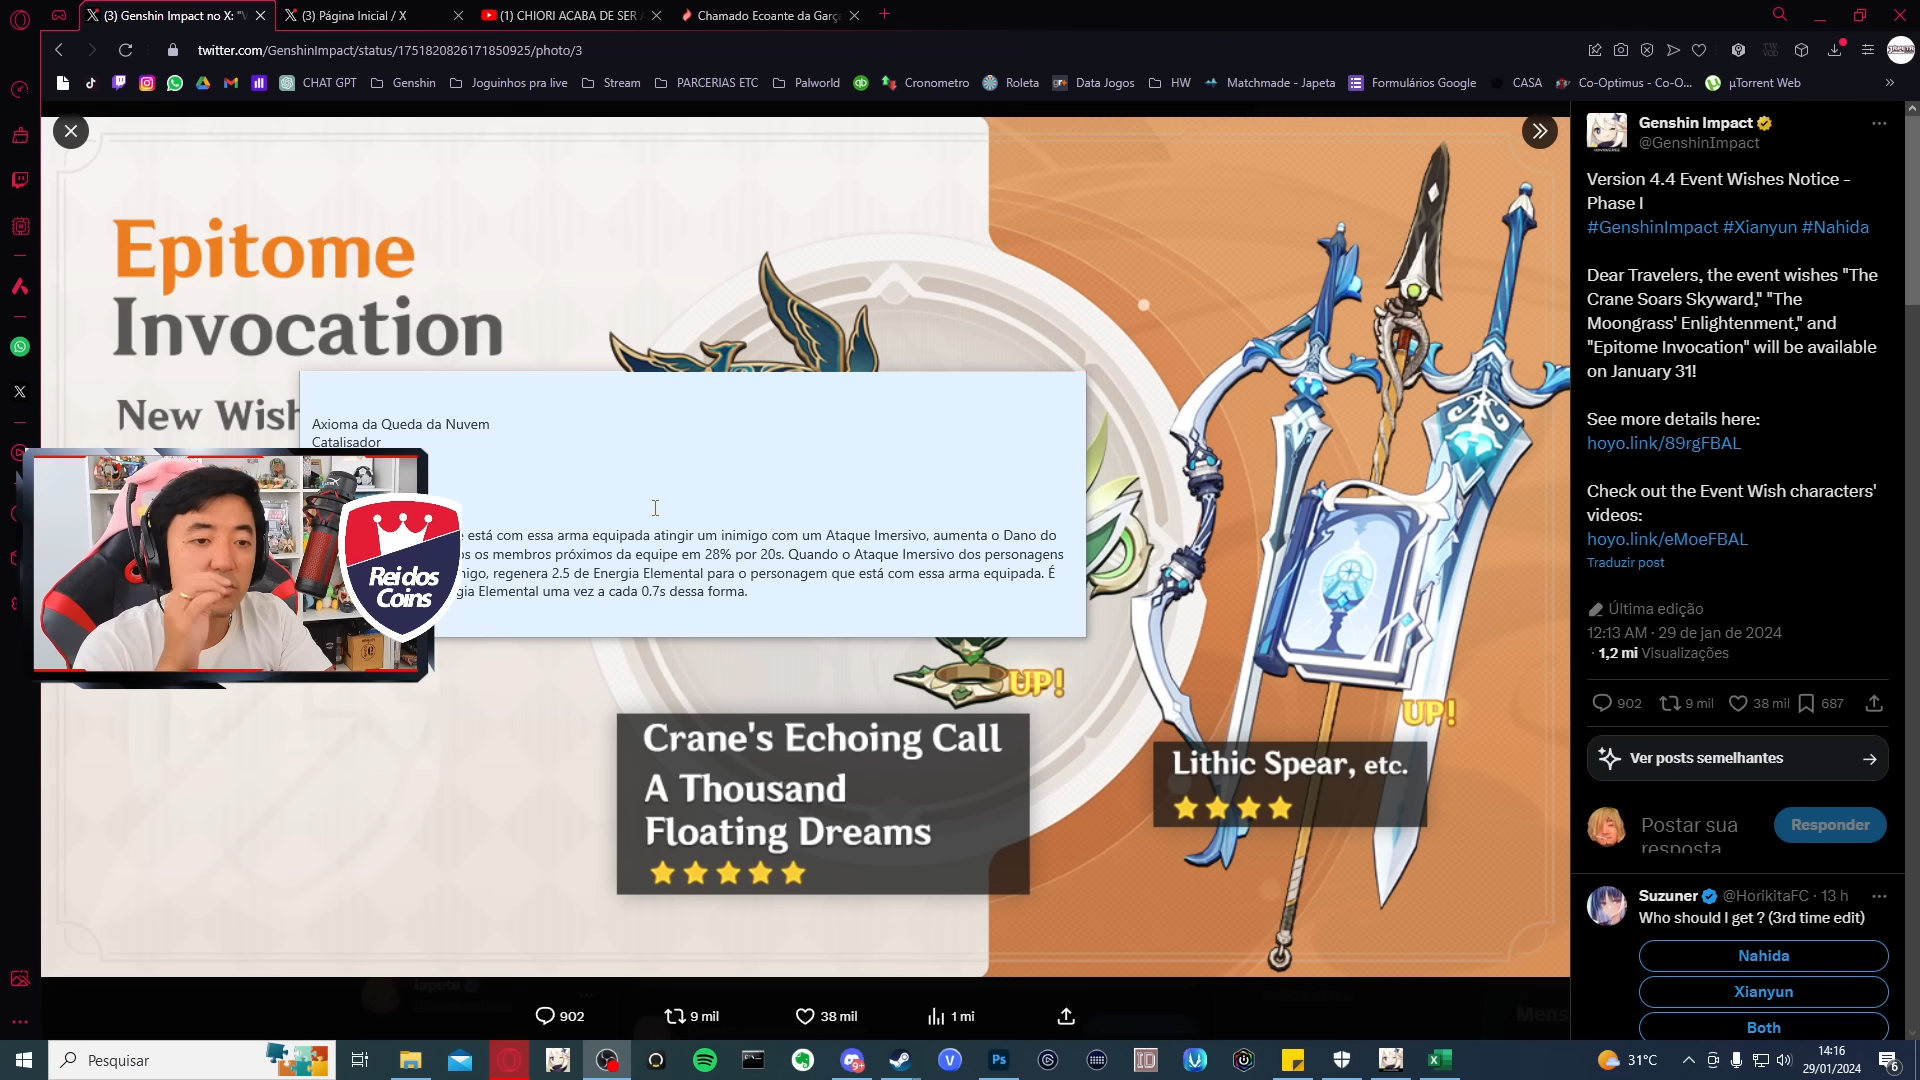 (3) Genshin Impact no X: "V
(3) Página Inicial / X
(1) CHIORI ACABA DE SER
Chamado Ecoante da Garça
twitter.com/GenshinImpact/status/1751820826171850925/photo/3
CHAT GPT
Genshin
Joguinhos pra live
Stream
PARCERIAS ETC
Palworld
Cronometro
Roleta
Data Jogos
HW
Matchmade - Japeta
Formulários Google
CASA
Co-Optimus - Co-O...
µTorrent Web
Epitome
Invocation
New Wish
Axioma da Queda da Nuvem
Catalisador
está com essa arma equipada atingir um inimigo com um Ataque Imersivo, aumenta o Dano do
os membros próximos da equipe em 28% por 20s. Quando o Ataque Imersivo dos personagens
regenera 2.5 de Energia Elemental para o personagem que está com essa arma equipada. É
Elemental uma vez a cada 0.7s dessa forma.
Rei dos
Coins
UP!
Crane's Echoing Call
A Thousand
Floating Dreams
UP!
Lithic Spear, etc.
902
9 mil
38 mil
1 mi
Genshin Impact
@GenshinImpact
Version 4.4 Event Wishes Notice -
Phase I
#GenshinImpact #Xianyun #Nahida
Dear Travelers, the event wishes "The
Crane Soars Skyward," "The
Moongrass' Enlightenment," and
"Epitome Invocation" will be available
on January 31!
See more details here:
hoyo.link/89rgFBAL
Check out the Event Wish characters'
videos:
hoyo.link/eMoeFBAL
Traduzir post
Última edição
12:13 AM · 29 de jan de 2024
· 1,2 mi Visualizações
902
9 mil
38 mil
687
Ver posts semelhantes
Postar sua
resposta
Responder
Suzuner @HorikitaFC · 13 h
Who should I get ? (3rd time edit)
Nahida
Xianyun
Both
Pesquisar
31°C
14:16
29/01/2024
6